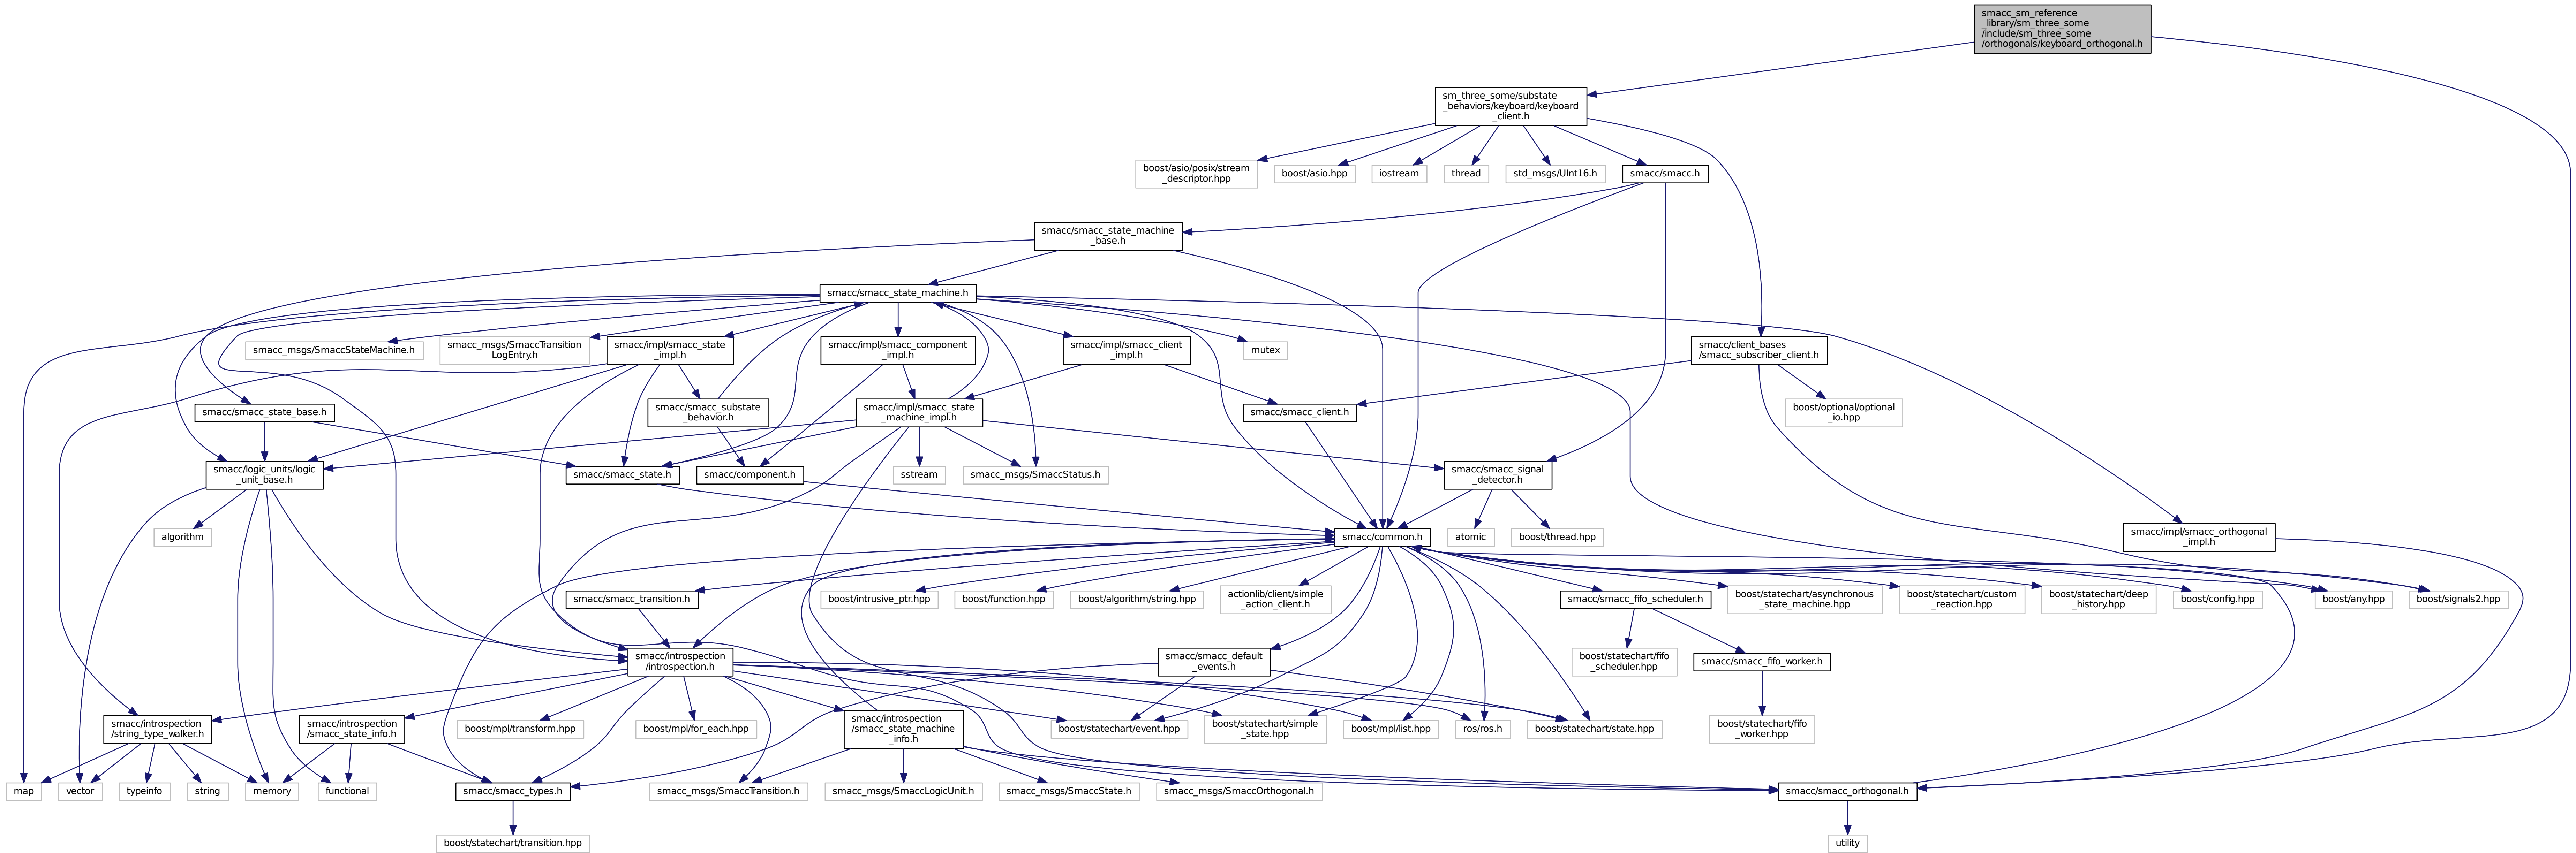 smacc_sm_reference
_library/sm_three_some
/include/sm_three_some
/orthogonals/keyboard_orthogonal.h
sm_three_some/substate
_behaviors/keyboard/keyboard
_client.h
boost/asio/posix/stream
_descriptor.hpp
boost/asio.hpp
iostream
thread
std_msgs/UInt16.h
smacc/smacc.h
smacc/smacc_state_machine
_base.h
smacc/smacc_state_machine.h
smacc_msgs/SmaccStateMachine.h
smacc_msgs/SmaccTransition
LogEntry.h
smacc/impl/smacc_state
_impl.h
smacc/impl/smacc_component
_impl.h
smacc/impl/smacc_client
_impl.h
mutex
smacc/client_bases
/smacc_subscriber_client.h
smacc/smacc_state_base.h
smacc/smacc_substate
_behavior.h
smacc/impl/smacc_state
_machine_impl.h
smacc/smacc_client.h
boost/optional/optional
_io.hpp
smacc/logic_units/logic
_unit_base.h
smacc/smacc_state.h
smacc/component.h
sstream
smacc_msgs/SmaccStatus.h
smacc/smacc_signal
_detector.h
algorithm
smacc/common.h
atomic
boost/thread.hpp
smacc/impl/smacc_orthogonal
_impl.h
smacc/smacc_transition.h
boost/intrusive_ptr.hpp
boost/function.hpp
boost/algorithm/string.hpp
actionlib/client/simple
_action_client.h
smacc/smacc_fifo_scheduler.h
boost/statechart/asynchronous
_state_machine.hpp
boost/statechart/custom
_reaction.hpp
boost/statechart/deep
_history.hpp
boost/config.hpp
boost/any.hpp
boost/signals2.hpp
smacc/introspection
/introspection.h
smacc/smacc_default
_events.h
boost/statechart/fifo
_scheduler.hpp
smacc/smacc_fifo_worker.h
smacc/introspection
/string_type_walker.h
smacc/introspection
/smacc_state_info.h
boost/mpl/transform.hpp
boost/mpl/for_each.hpp
smacc/introspection
/smacc_state_machine
_info.h
boost/statechart/event.hpp
boost/statechart/simple
_state.hpp
boost/mpl/list.hpp
ros/ros.h
boost/statechart/state.hpp
boost/statechart/fifo
_worker.hpp
map
vector
typeinfo
string
memory
functional
smacc/smacc_types.h
smacc_msgs/SmaccTransition.h
smacc_msgs/SmaccLogicUnit.h
smacc_msgs/SmaccState.h
smacc_msgs/SmaccOrthogonal.h
smacc/smacc_orthogonal.h
boost/statechart/transition.hpp
utility